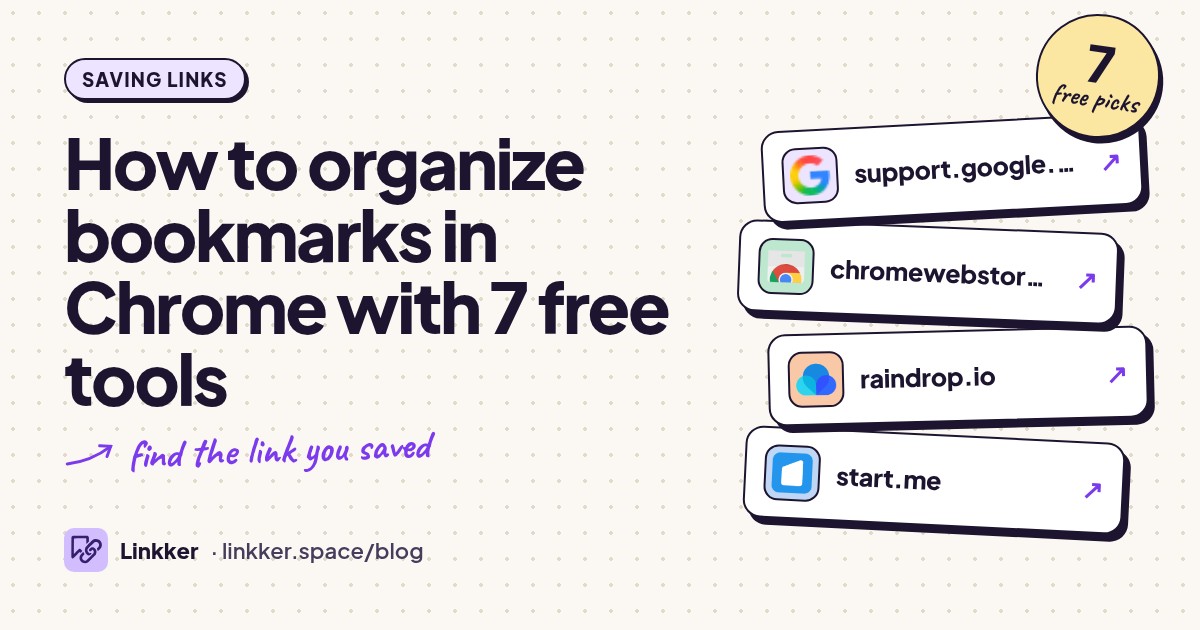 SAVING LINKS
How to organize
bookmarks in
Chrome with 7 free
tools
find the link you saved
Linkker · linkker.space/blog
7
free picks
support.google.…
chromewebstor…
raindrop.io
start.me